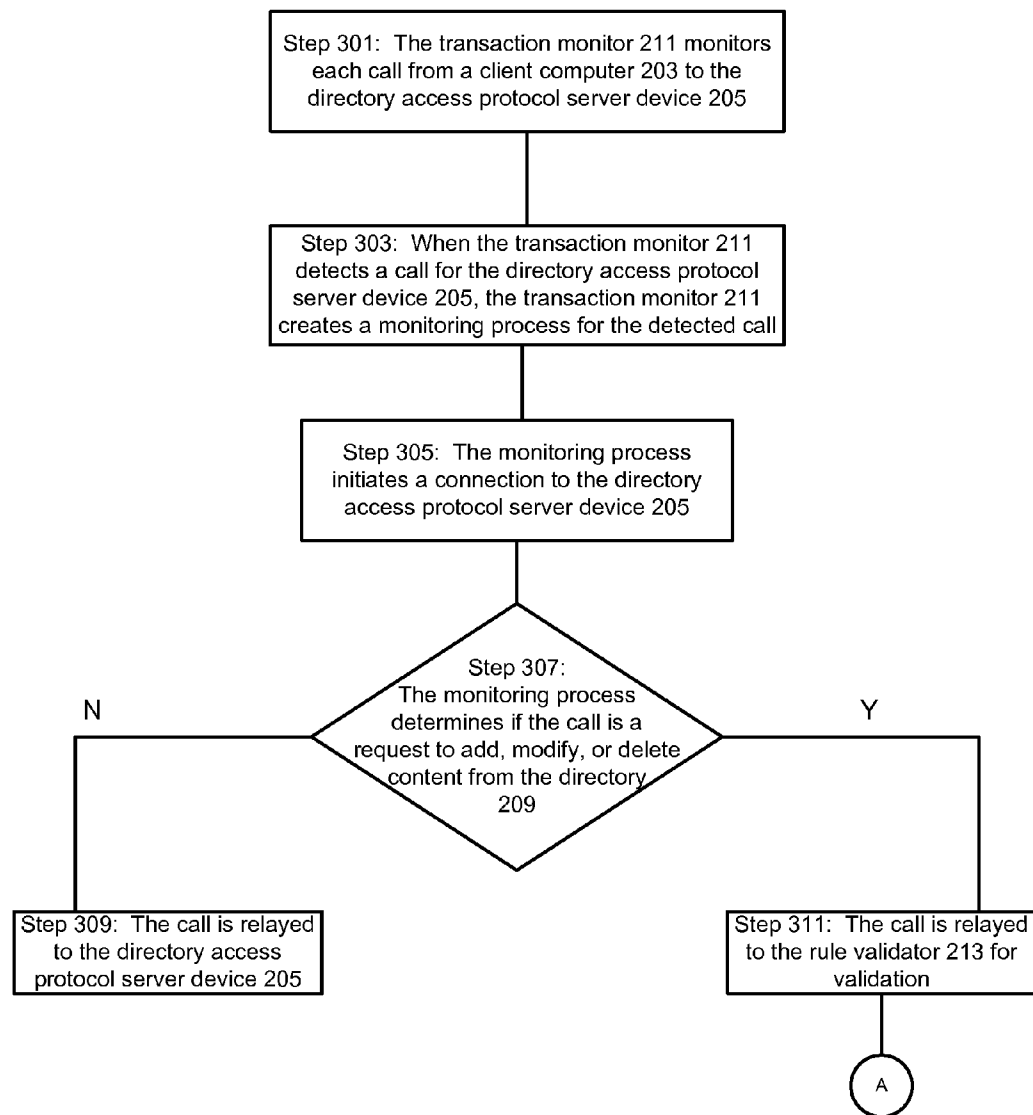 Step 301: The transaction monitor 211 monitors
each call from a client computer 203 to the
directory access protocol server device 205
Step 303: When the transaction monitor 211
detects a call for the directory access protocol
server device 205, the transaction monitor 211
creates a monitoring process for the detected call
Step 305: The monitoring process
initiates a connection to the directory
access protocol server device 205
Step 307:
The monitoring process
determines if the call is a
request to add, modify, or delete
content from the directory
209
N
Y
Step 309: The call is relayed
to the directory access
protocol server device 205
Step 311: The call is relayed
to the rule validator 213 for
validation
A